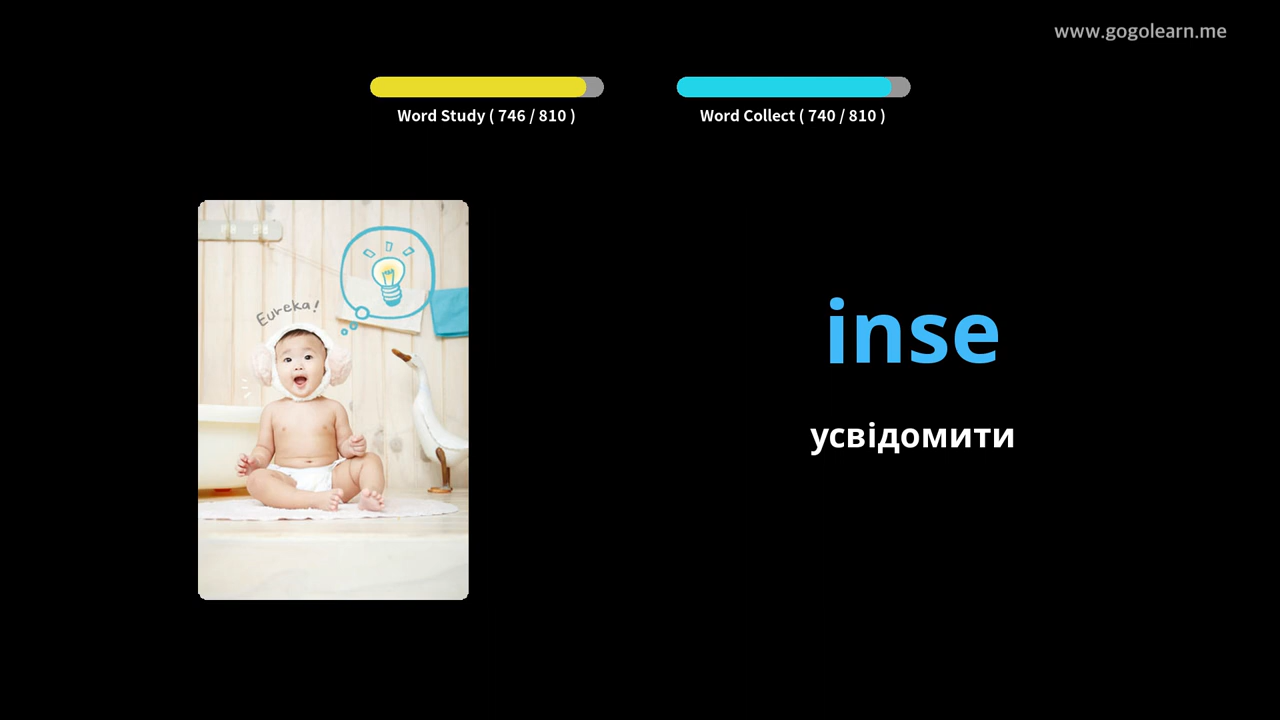 www.gogolearn.me
Word Study ( 746 / 810 )
Word Collect ( 740 / 810 )
Eureka!
inse
усвідомити